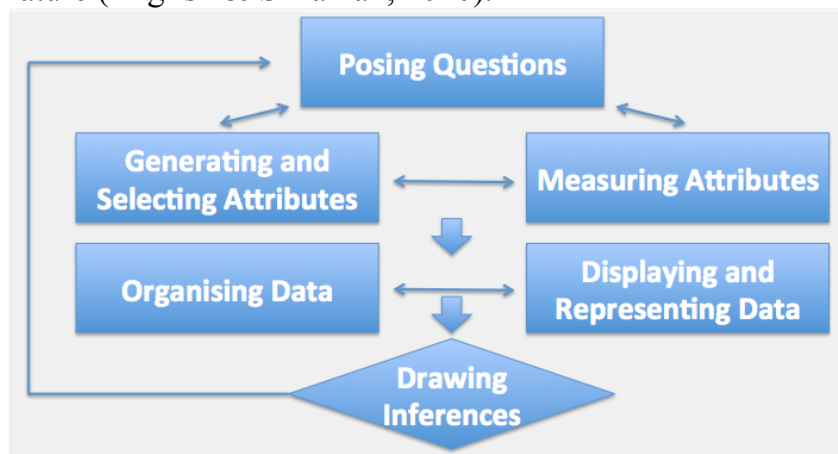 Posing Questions
Generating and
Selecting Attributes
Measuring Attributes
Organising Data
Displaying and
Representing Data
Drawing
Inferences